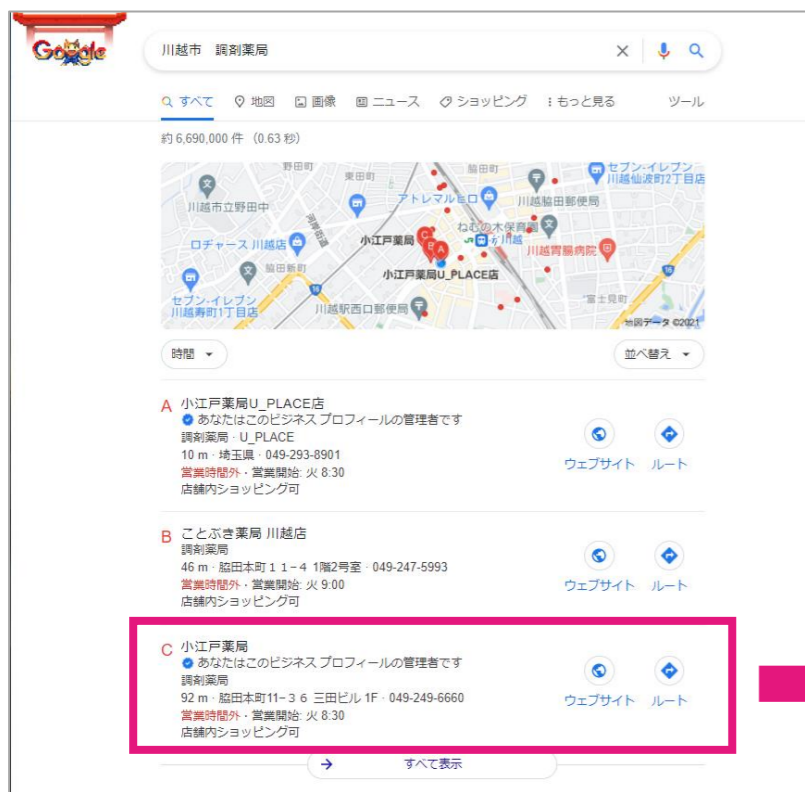 Google
川越市 調剤薬局
すべて 地図 画像 ニュース ショッピング もっと見る ツール
約 6,690,000 件 (0.63 秒)
野田町
東田町
脇田町
セブン-イレブン
川越仙波町2丁目店
川越市立野田中
アトレマルヒロ
川越脇田郵便局
ねむの木保育園
ロヂャース 川越店
小江戸薬局
川越
川越胃腸病院
脇田新町
小江戸薬局U_PLACE店
セブン-イレブン
川越寿町1丁目店
川越駅西口郵便局
富士見町
地図データ ©2021
時間 並べ替え
A 小江戸薬局U_PLACE店
あなたはこのビジネス プロフィールの管理者です
調剤薬局 · U_PLACE
10 m · 埼玉県 · 049-293-8901
営業時間外・営業開始: 火 8:30
店舗内ショッピング可
ウェブサイト ルート
B ことぶき薬局 川越店
調剤薬局
46 m · 脇田本町11−4 1階2号室 · 049-247-5993
営業時間外・営業開始: 火 9:00
店舗内ショッピング可
ウェブサイト ルート
C 小江戸薬局
あなたはこのビジネス プロフィールの管理者です
調剤薬局
92 m · 脇田本町11−36 三田ビル 1F · 049-249-6660
営業時間外・営業開始: 火 8:30
店舗内ショッピング可
ウェブサイト ルート
すべて表示